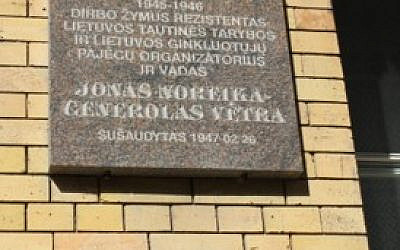 1945-1946
DIRBO ŽYMUS REZISTENTAS,
LIETUVOS TAUTINĖS TARYBOS
IR LIETUVOS GINKLUOTŲJŲ
PAJĖGŲ ORGANIZATORIUS
IR VADAS
JONAS NOREIKA-
GENEROLAS VĖTRA
SUŠAUDYTAS 1947 02 26